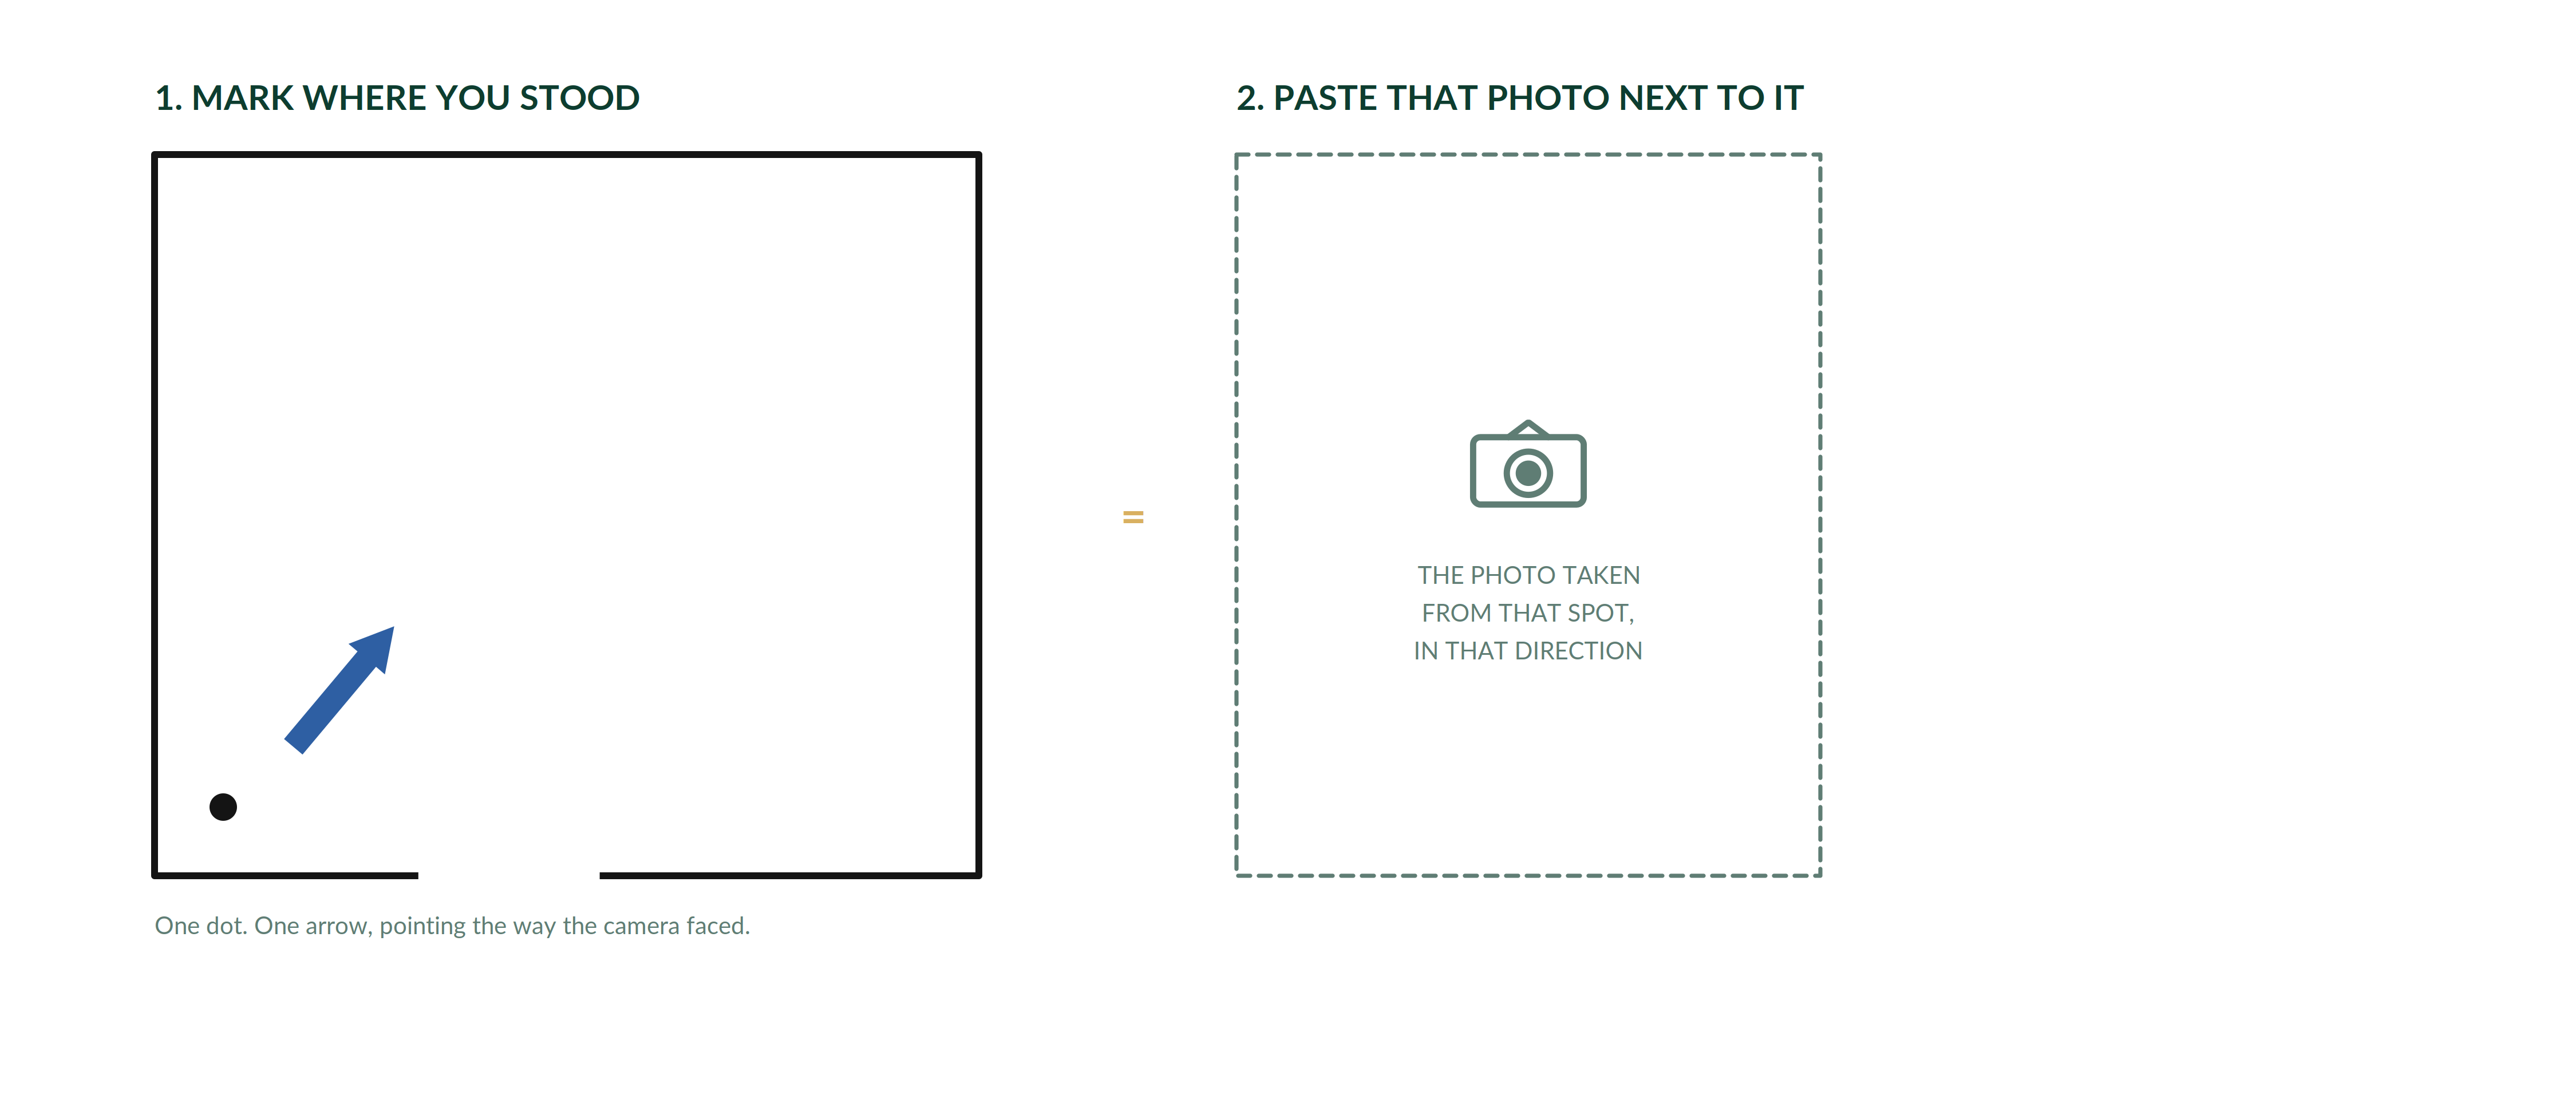 1. MARK WHERE YOU STOOD
2. PASTE THAT PHOTO NEXT TO IT
=
THE PHOTO TAKEN
FROM THAT SPOT,
IN THAT DIRECTION
One dot. One arrow, pointing the way the camera faced.